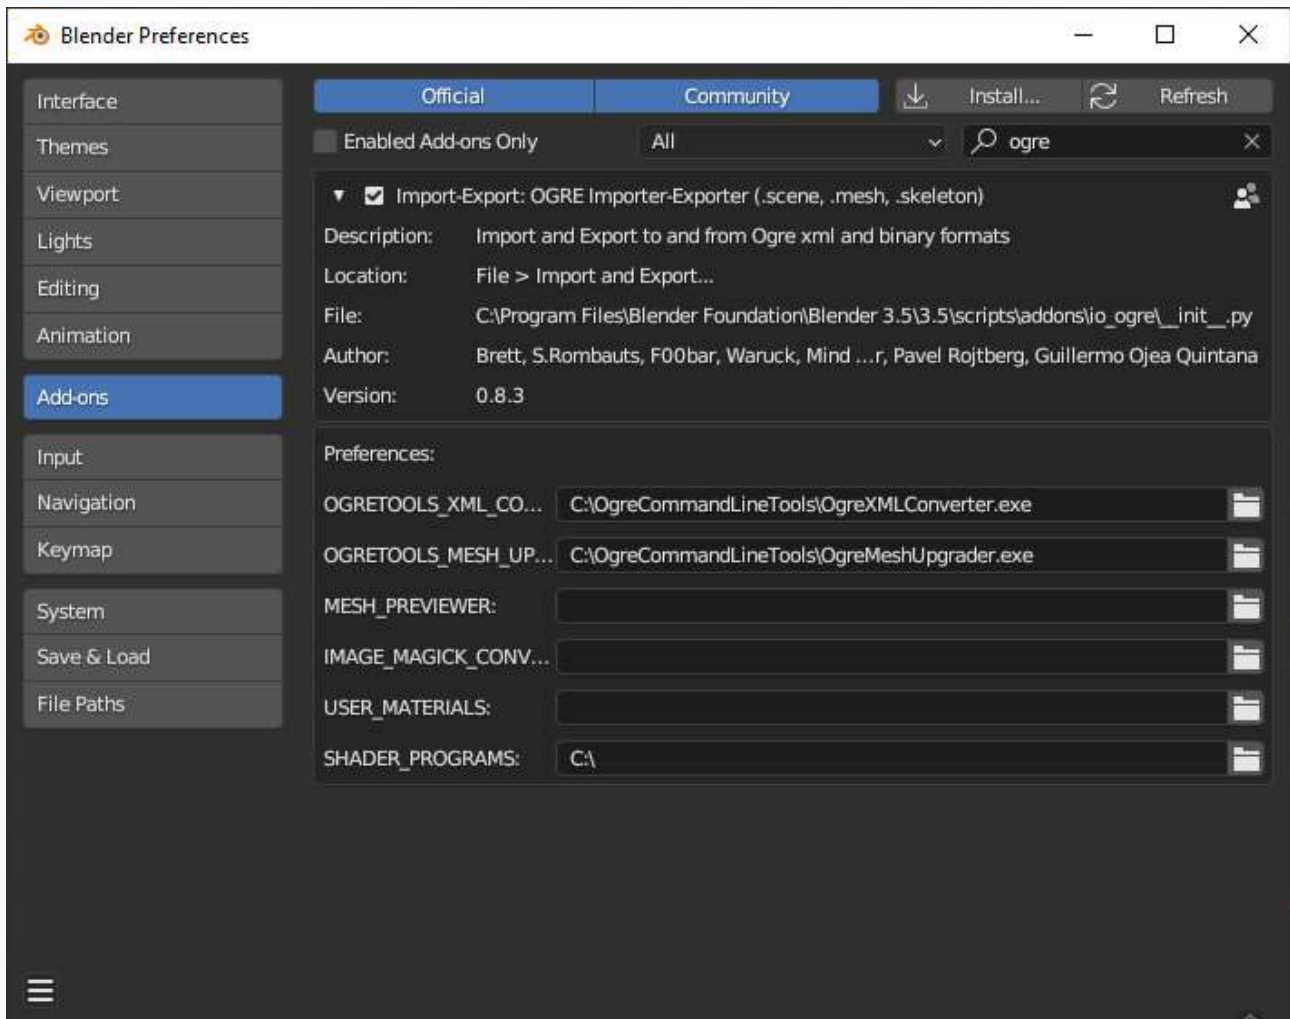 Blender Preferences
Interface
Themes
Viewport
Lights
Editing
Animation
Add-ons
Input
Navigation
Keymap
System
Save & Load
File Paths
Official Community Install... Refresh
Enabled Add-ons Only All ogre
Import-Export: OGRE Importer-Exporter (.scene, .mesh, .skeleton)
Description: Import and Export to and from Ogre xml and binary formats
Location: File > Import and Export...
File: C:\Program Files\Blender Foundation\Blender 3.5\3.5\scripts\addons\io_ogre\__init__.py
Author: Brett, S.Rombauts, F00bar, Waruck, Mind ...r, Pavel Rojtberg, Guillermo Ojea Quintana
Version: 0.8.3
Preferences:
OGRETOOLS_XML_CO... C:\OgreCommandLineTools\OgreXMLConverter.exe
OGRETOOLS_MESH_UP... C:\OgreCommandLineTools\OgreMeshUpgrader.exe
MESH_PREVIEWER:
IMAGE_MAGICK_CONV...
USER_MATERIALS:
SHADER_PROGRAMS: C:\